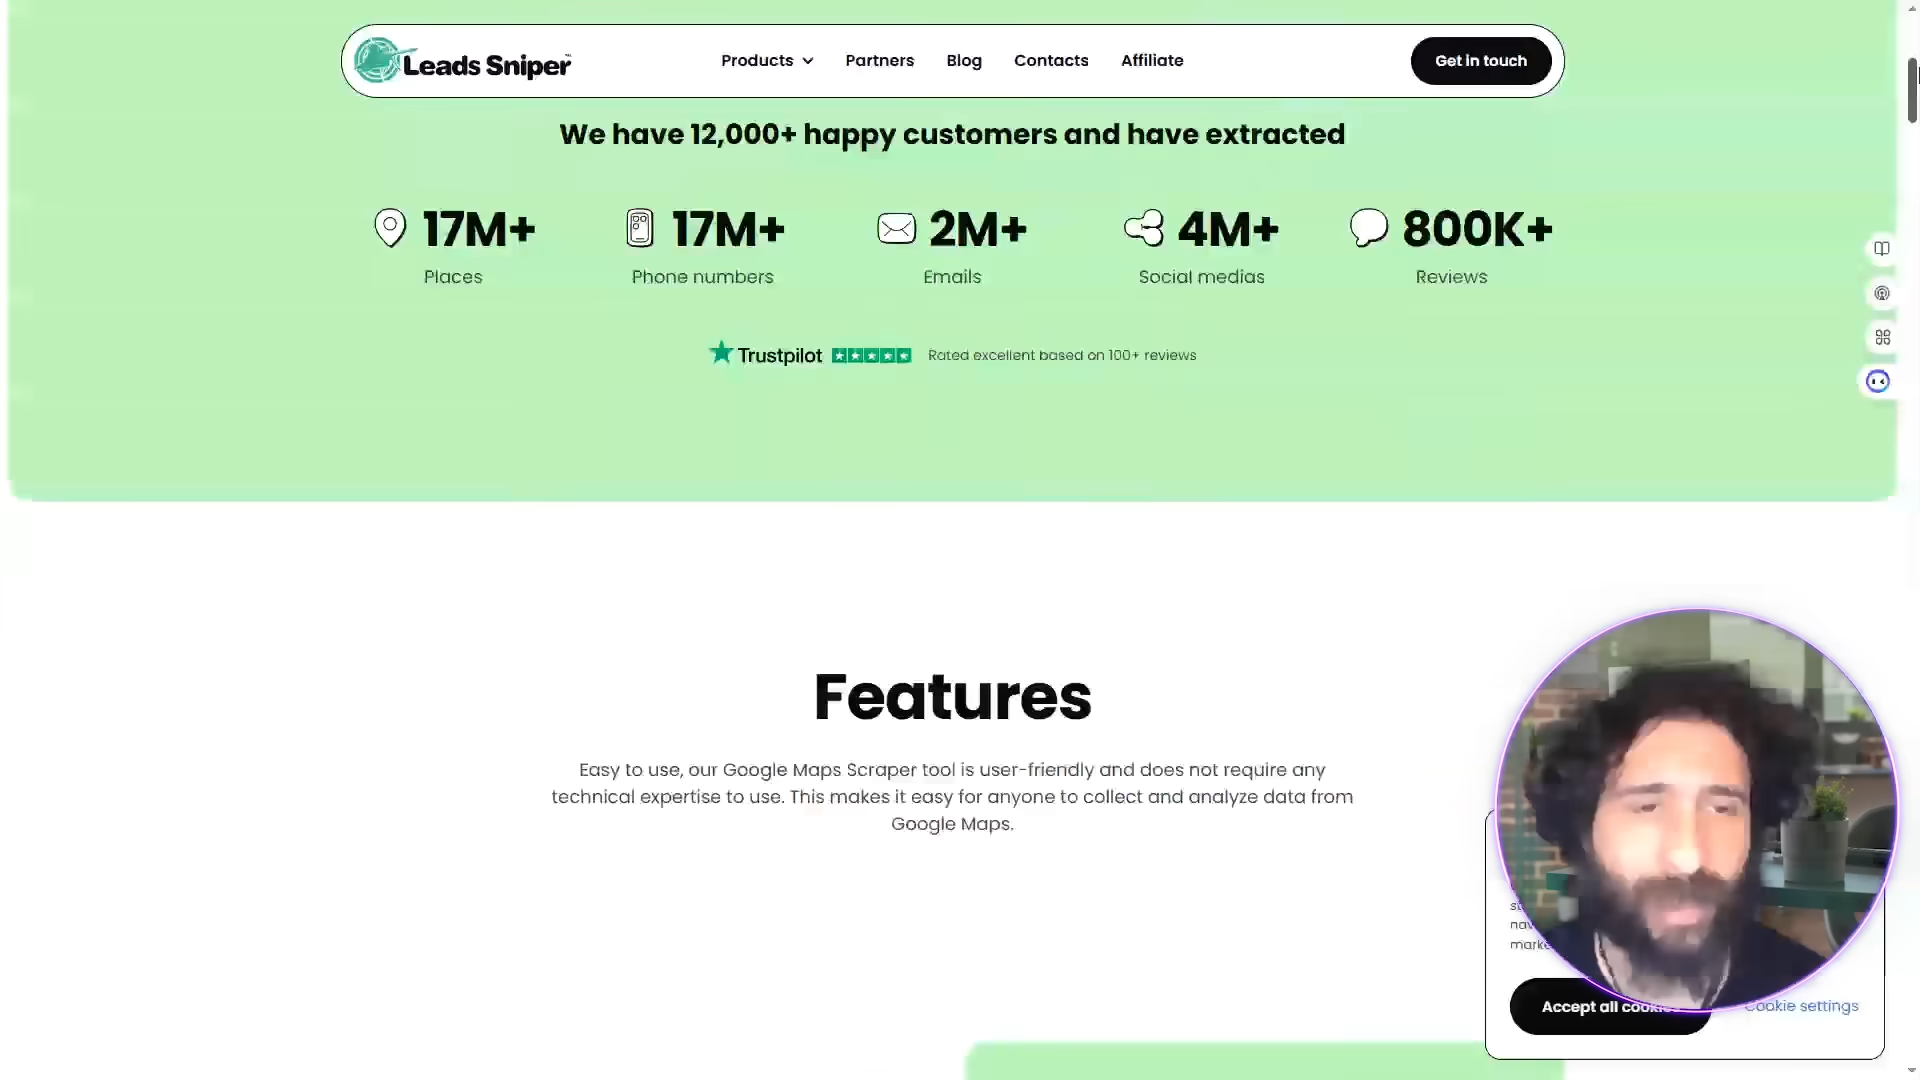 Leads Sniper
Products
Partners
Blog
Contacts
Affiliate
Get in touch
We have 12,000+ happy customers and have extracted
17M+
Places
17M+
Phone numbers
2M+
Emails
4M+
Social medias
800K+
Reviews
Trustpilot
Rated excellent based on 100+ reviews
Features
Easy to use, our Google Maps Scraper tool is user-friendly and does not require any
technical expertise to use. This makes it easy for anyone to collect and analyze data from
Google Maps.
Accept all
Cookie settings